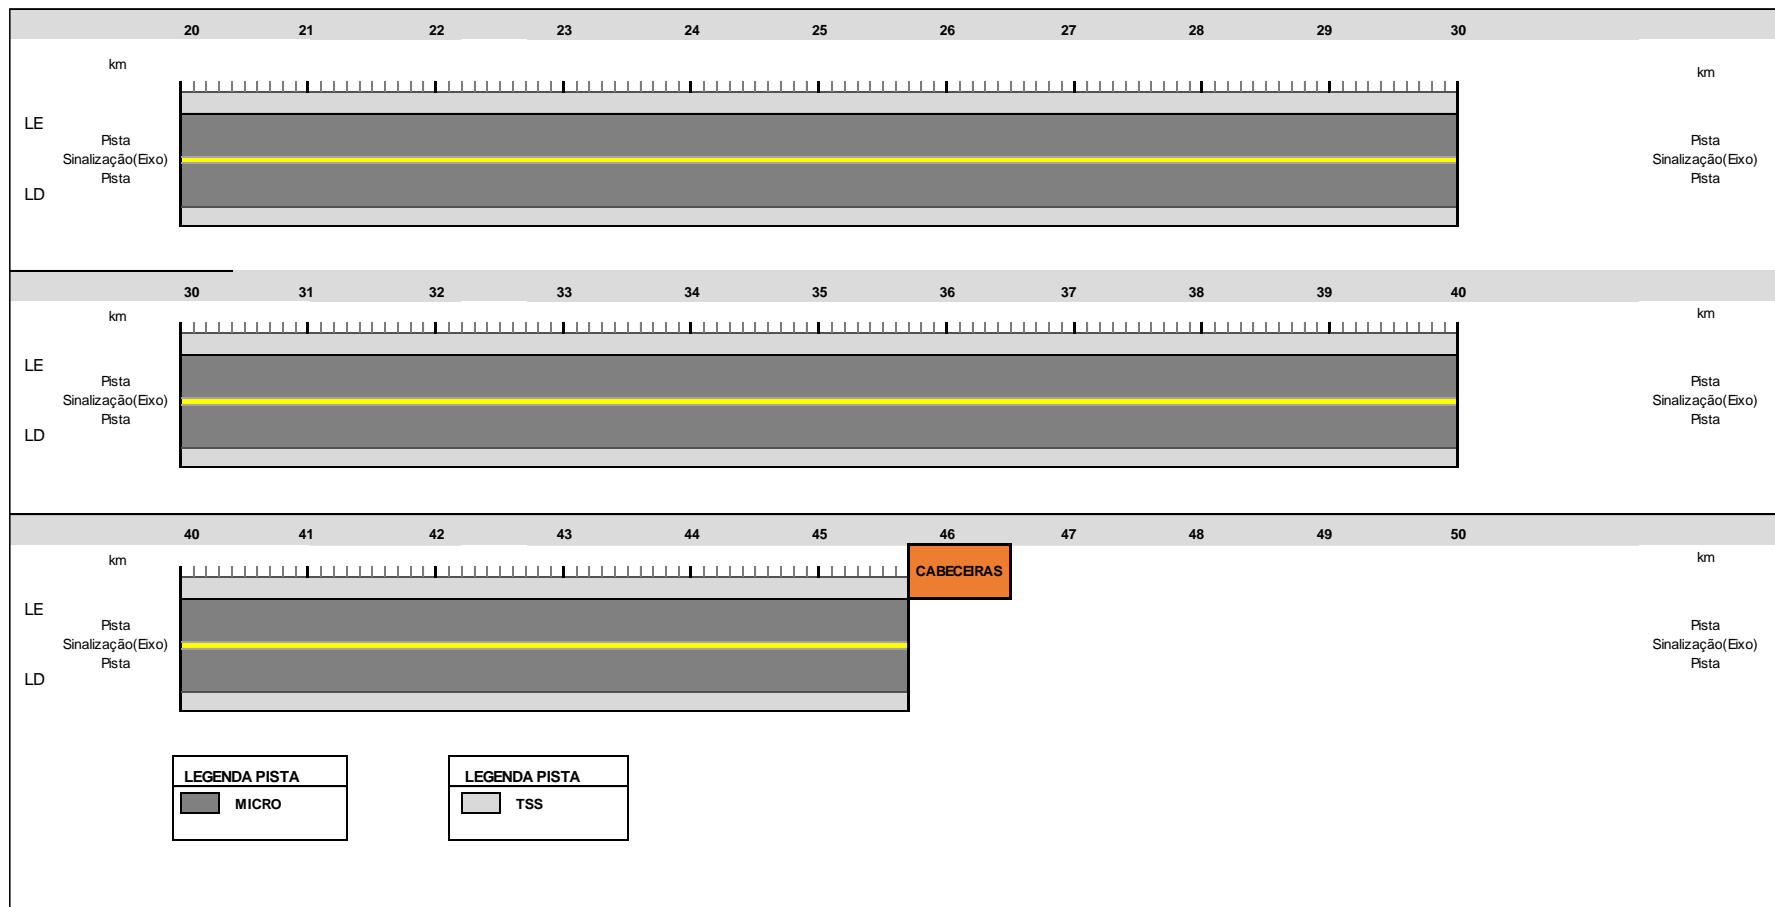 20 21 22 23 24 25 26 27 28 29 30
km km
LE
Pista Pista
Sinalização(Eixo) Sinalização(Eixo)
Pista Pista
LD
30 31 32 33 34 35 36 37 38 39 40
km km
LE
Pista Pista
Sinalização(Eixo) Sinalização(Eixo)
Pista Pista
LD
40 41 42 43 44 45 46 47 48 49 50
km km
CABECEIRAS
LE
Pista Pista
Sinalização(Eixo) Sinalização(Eixo)
Pista Pista
LD
LEGENDA PISTA
MICRO
LEGENDA PISTA
TSS